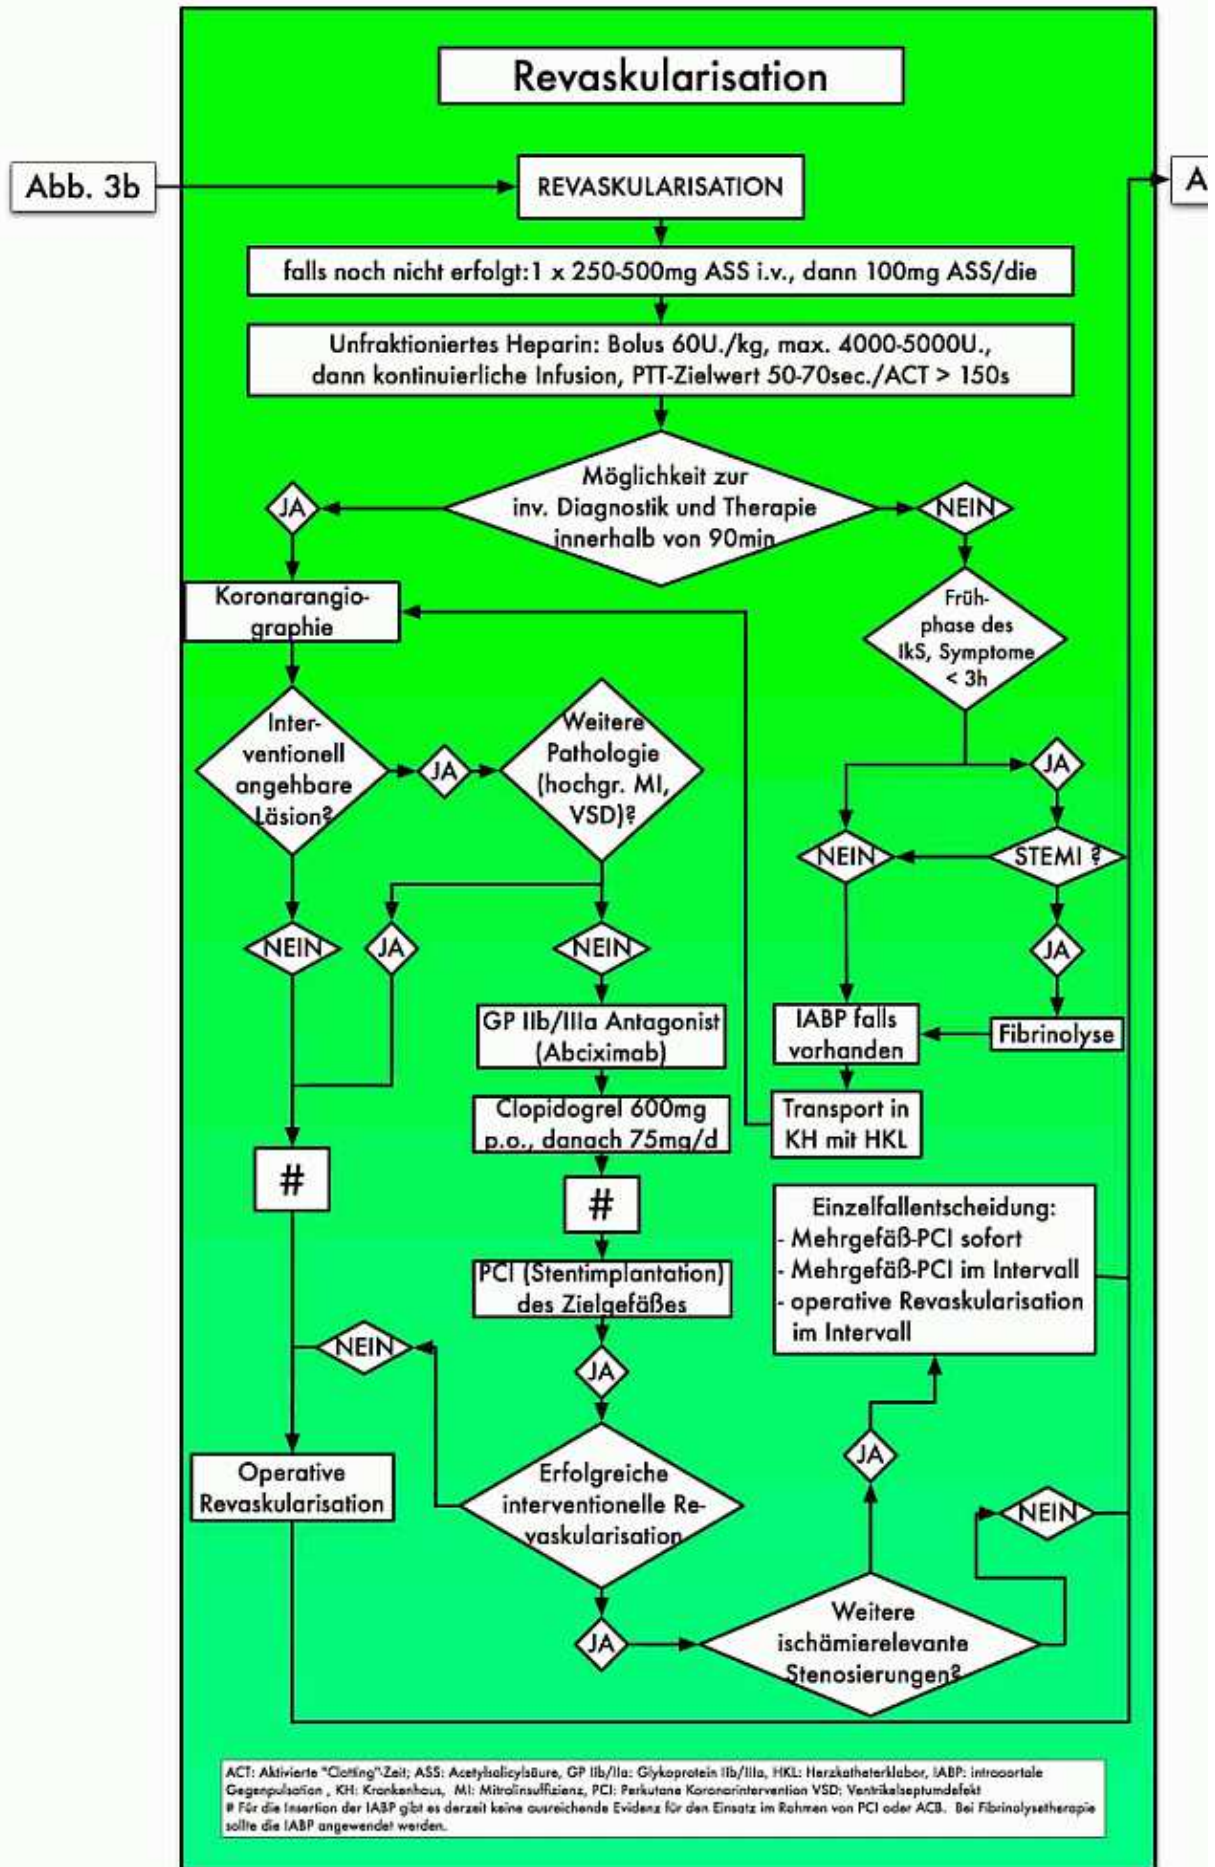 Revaskularisation
Abb. 3b
REVASKULARISATION
A
falls noch nicht erfolgt:1 x 250-500mg ASS i.v., dann 100mg ASS/die
Unfraktioniertes Heparin: Bolus 60U./kg, max. 4000-5000U.,
dann kontinuierliche Infusion, PTT-Zielwert 50-70sec./ACT > 150s
Möglichkeit zur
inv. Diagnostik und Therapie
innerhalb von 90min
JA
NEIN
Koronarangio-
graphie
Früh-
phase des
IkS, Symptome
< 3h
Inter-
ventionell
angehbare
Läsion?
JA
Weitere
Pathologie
(hochgr. MI,
VSD)?
JA
NEIN
STEMI ?
NEIN
JA
NEIN
JA
GP IIb/IIIa Antagonist
(Abciximab)
IABP falls
vorhanden
Fibrinolyse
Clopidogrel 600mg
p.o., danach 75mg/d
Transport in
KH mit HKL
#
#
Einzelfallentscheidung:
- Mehrgefäß-PCI sofort
- Mehrgefäß-PCI im Intervall
- operative Revaskularisation
im Intervall
PCI (Stentimplantation)
des Zielgefäßes
NEIN
JA
JA
Operative
Revaskularisation
Erfolgreiche
interventionelle Re-
vaskularisation
NEIN
JA
Weitere
ischämierelevante
Stenosierungen?
ACT: Aktivierte "Clotting"-Zeit; ASS: Acetylsalicylsäure, GP IIb/IIa: Glykoprotein IIb/IIIa, HKL: Herzkatheterklabor, IABP: intraaortale
Gegenpulsation , KH: Krankenhaus, MI: Mitralinsuffizienz, PCI: Perkutane Koronarintervention VSD: Ventrikelseptumdefekt
# Für die Insertion der IABP gibt es derzeit keine ausreichende Evidenz für den Einsatz im Rahmen von PCI oder ACB. Bei Fibrinolysetherapie
sollte die IABP angewendet werden.